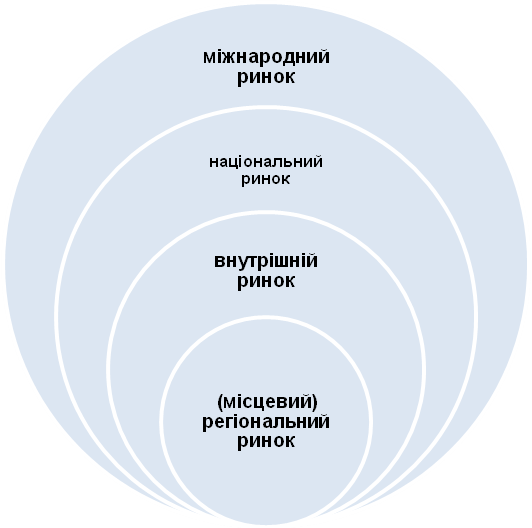 міжнародний
ринок
національний
ринок
внутрішній
ринок
(місцевий)
регіональний
ринок